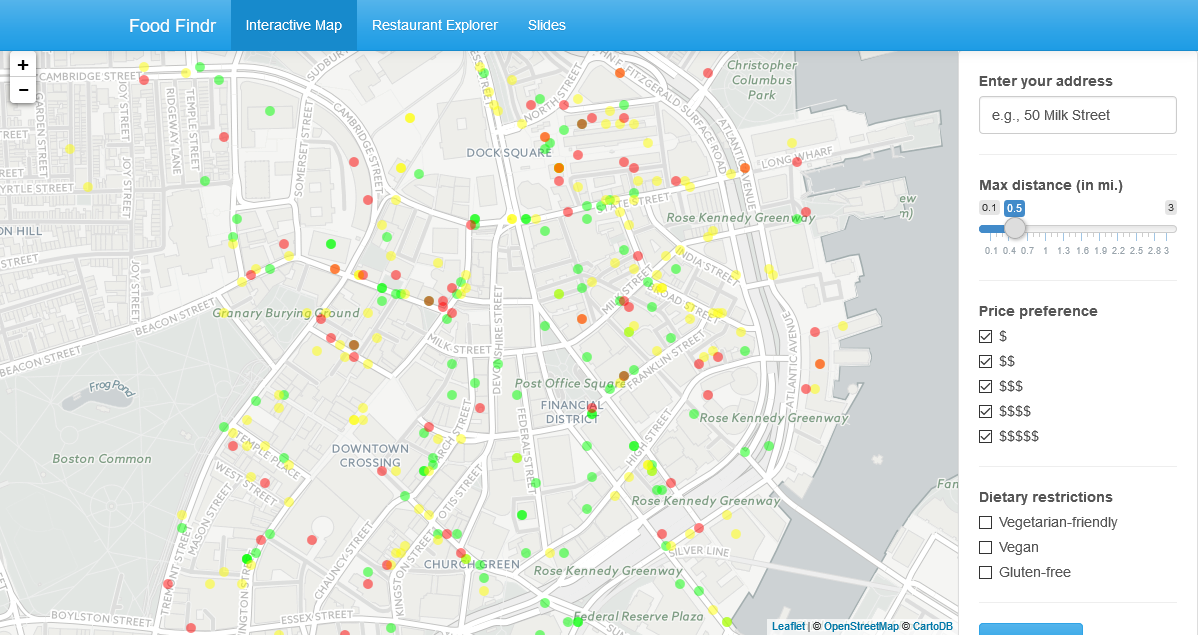 Food Findr
Interactive Map
Restaurant Explorer
Slides
+
−
CAMBRIDGE STREET
SUDBURY
DEVONSHIRE STREET
JOHN F. FITZGERALD SURFACE ROAD
Christopher
Columbus
Park
GARDEN STREET
JOY STREET
RIDGEWAY LANE
TEMPLE STREET
SOMERSET STREET
CAMBRIDGE STREET
NORTH STREET
ATLANTIC AVENUE
DOCK SQUARE
LONG WHARF
JOY STREET
MYRTLE STREET
STATE STREET
Rose Kennedy Greenway
ON HILL
INDIA STREET
JOY STREET
MILK STREET
BROAD STREET
BEACON STREET
Granary Burying Ground
DEVONSHIRE STREET
ATLANTIC AVENUE
MILK STREET
FRANKLIN STREET
BEACON STREET
Frog Pond
Post Office Square
FINANCIAL
DISTRICT
Rose Kennedy Greenway
ARCH STREET
FEDERAL STREET
HIGH STREET
DOWNTOWN
CROSSING
Boston Common
TEMPLE PLACE
WEST STREET
MASON STREET
OTIS STREET
Rose Kennedy Greenway
CHAUNCY STREET
KINGSTON STREET
SILVER LINE
CHURCH GREEN
Rose Kennedy Greenway
TREMONT STREET
BOYLSTON STREET
ESSEX STREET
Federal Reserve Plaza
Leaflet | © OpenStreetMap © CartoDB
Enter your address
e.g., 50 Milk Street
Max distance (in mi.)
0.1 0.5 3
0.1 0.4 0.7 1 1.3 1.6 1.9 2.2 2.5 2.8 3
Price preference
$
$$
$$$
$$$$
$$$$$
Dietary restrictions
Vegetarian-friendly
Vegan
Gluten-free